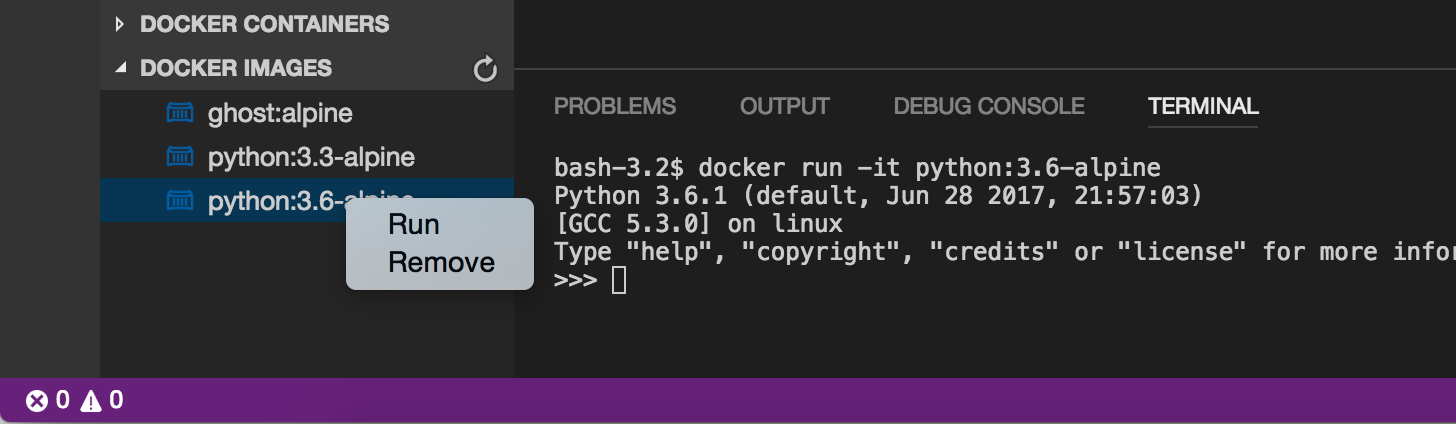 DOCKER CONTAINERS
DOCKER IMAGES
ghost:alpine
python:3.3-alpine
python:3.6-alpine
Run
Remove
PROBLEMS OUTPUT DEBUG CONSOLE TERMINAL
bash-3.2$ docker run -it python:3.6-alpine
Python 3.6.1 (default, Jun 28 2017, 21:57:03)
[GCC 5.3.0] on linux
Type "help", "copyright", "credits" or "license" for more infor
>>>
0 0